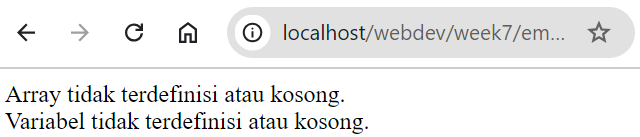 localhost/webdev/week7/em...
Array tidak terdefinisi atau kosong.
Variabel tidak terdefinisi atau kosong.